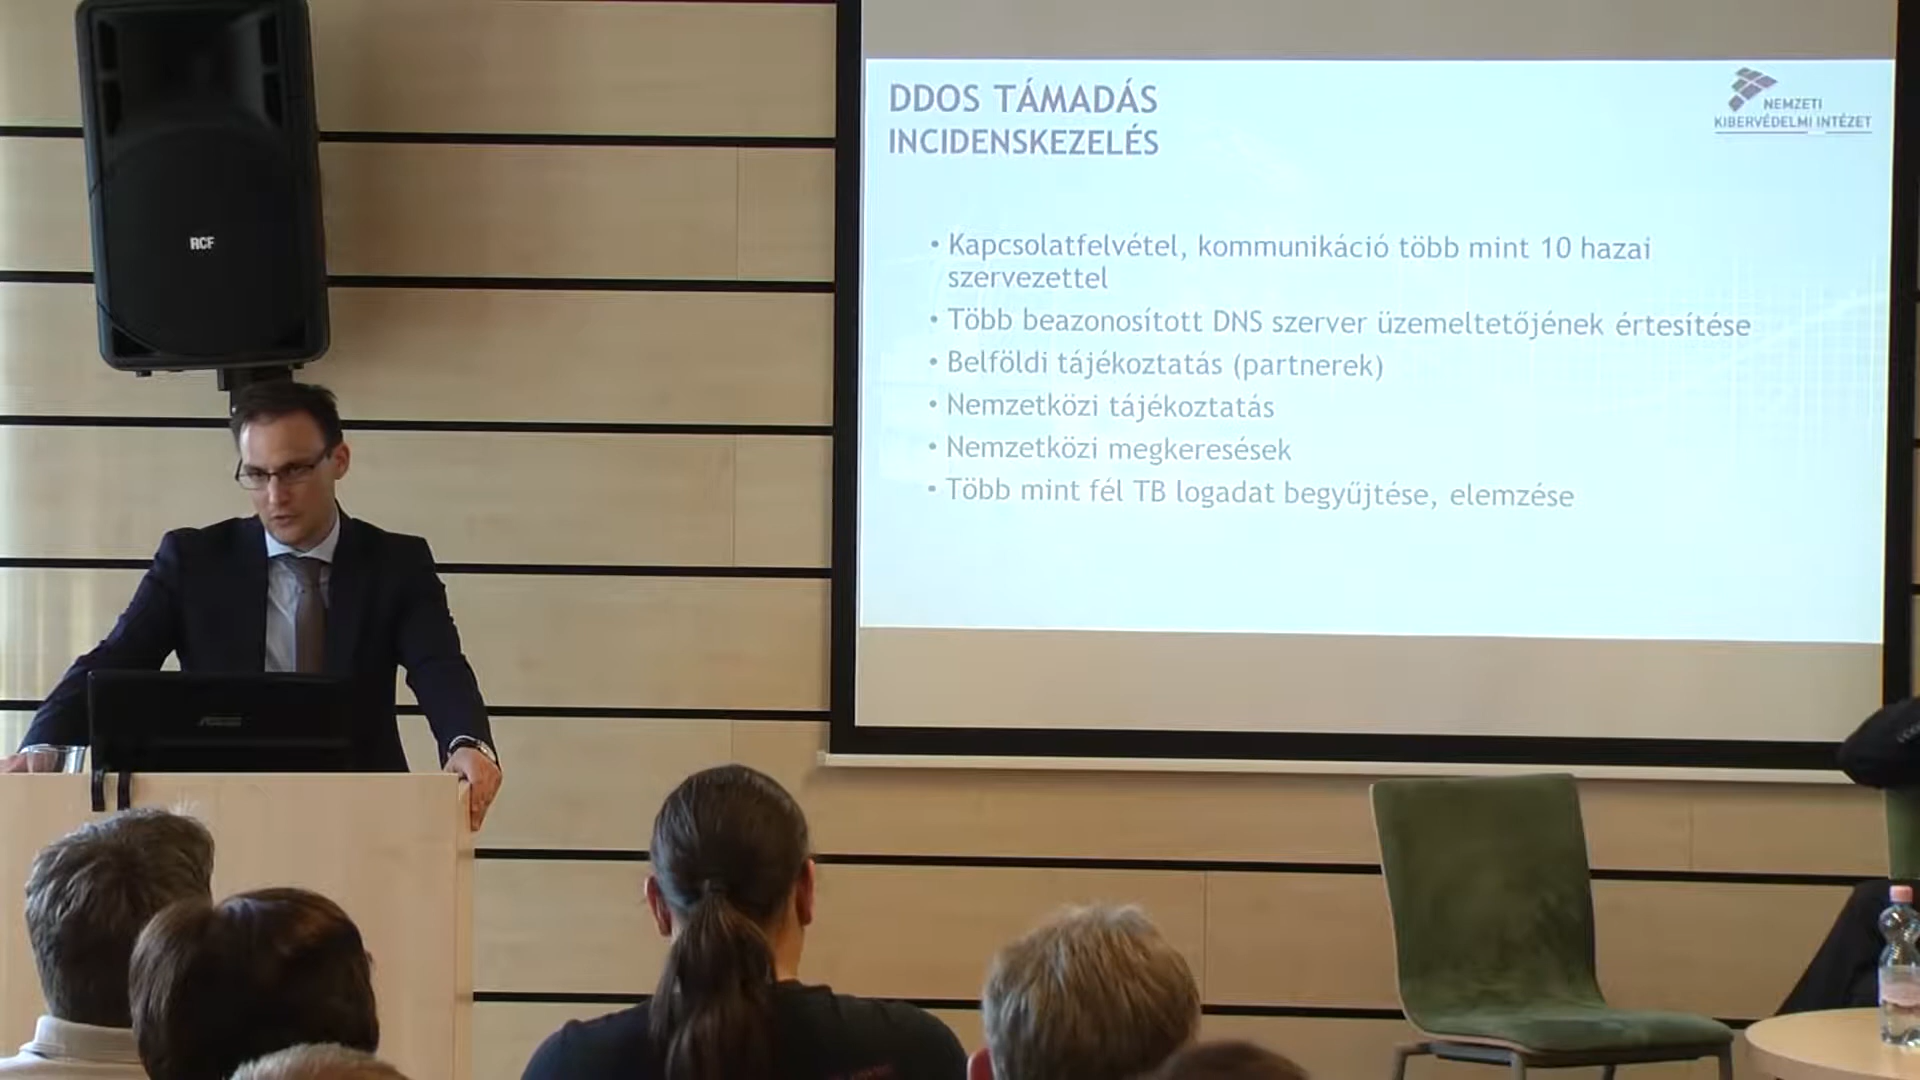 RCF
DDOS TÁMADÁS
INCIDENSKEZELÉS
NEMZETI
KIBERVÉDELMI INTÉZET
• Kapcsolatfelvétel, kommunikáció több mint 10 hazai
szervezettel
• Több beazonosított DNS szerver üzemeltetőjének értesítése
• Belföldi tájékoztatás (partnerek)
• Nemzetközi tájékoztatás
• Nemzetközi megkeresések
• Több mint fél TB logadat begyűjtése, elemzése